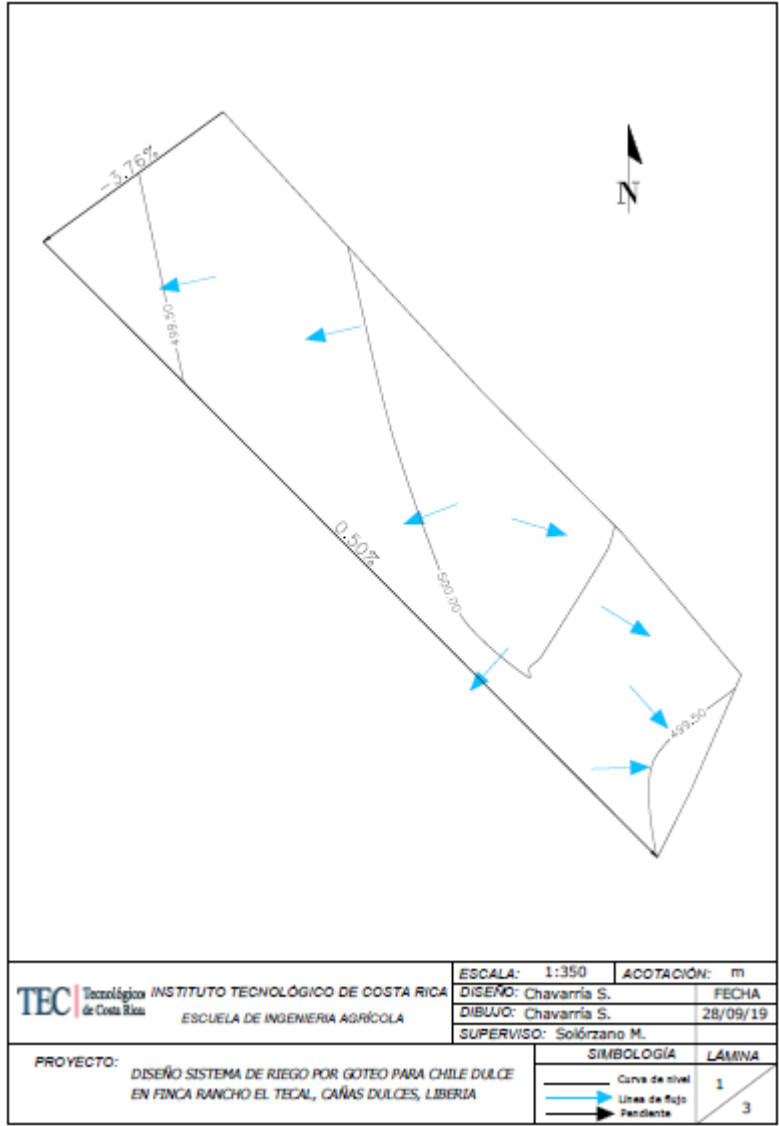 -3.76%
N
499.50
0.50%
500.00
499.50
TEC Tecnológico de Costa Rica
INSTITUTO TECNOLÓGICO DE COSTA RICA
ESCUELA DE INGENIERIA AGRÍCOLA
ESCALA: 1:350 ACOTACIÓN: m
DISEÑO: Chavarría S. FECHA
DIBUJO: Chavarría S. 28/09/19
SUPERVISO: Solórzano M.
PROYECTO:
DISEÑO SISTEMA DE RIEGO POR GOTEO PARA CHILE DULCE
EN FINCA RANCHO EL TECAL, CAÑAS DULCES, LIBERIA
SIMBOLOGÍA LÁMINA
Curva de nivel
Línea de flujo
Pendiente
1
3